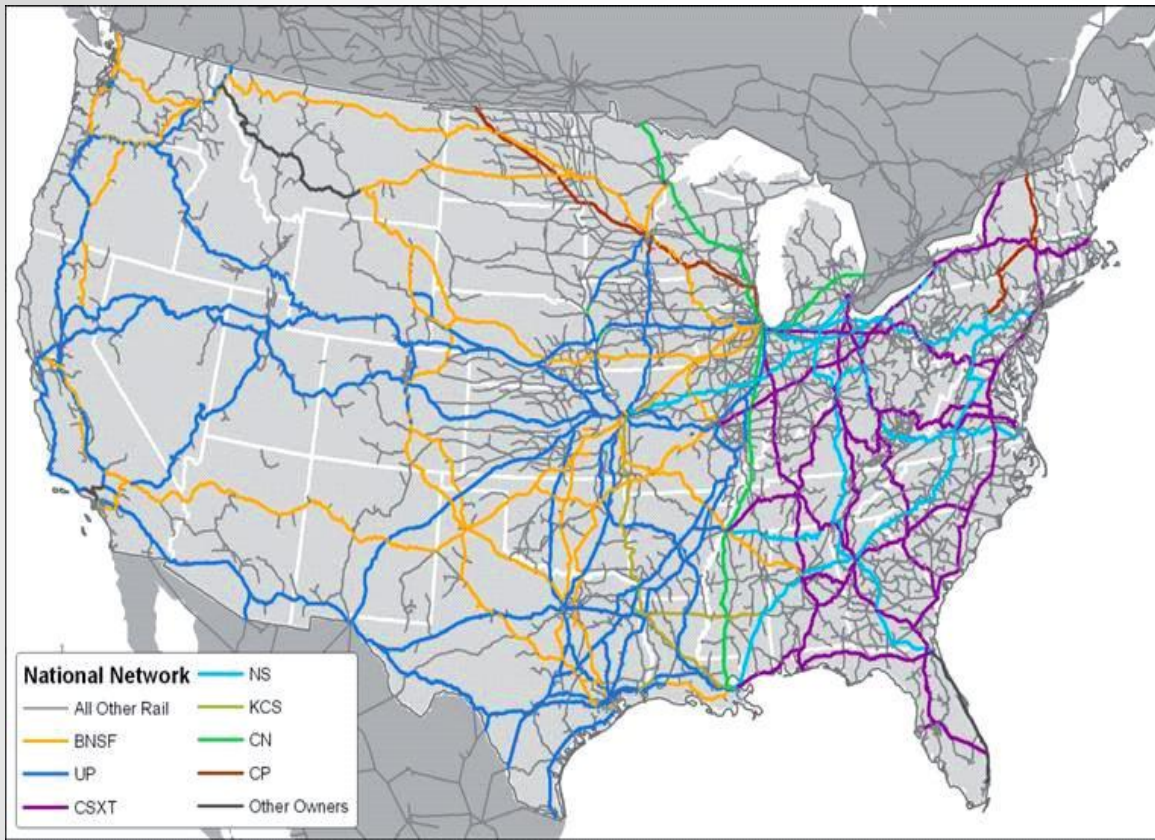 National Network
All Other Rail
BNSF
UP
CSXT
NS
KCS
CN
CP
Other Owners